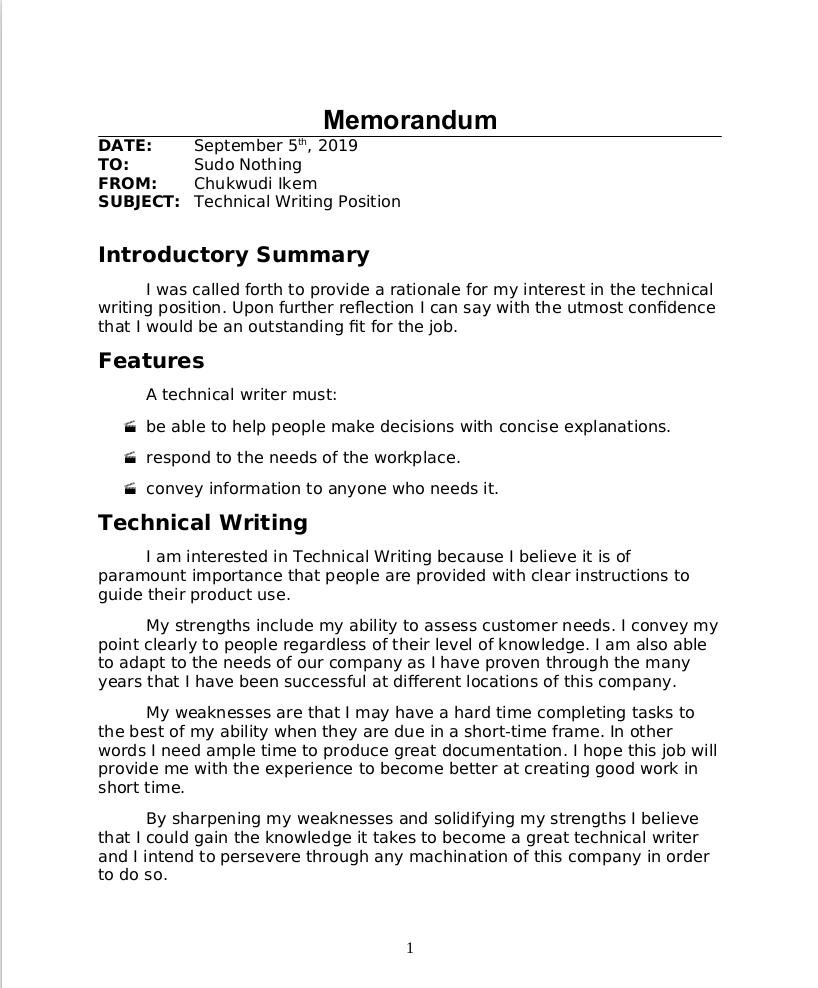 Memorandum
DATE: September 5th, 2019
TO: Sudo Nothing
FROM: Chukwudi Ikem
SUBJECT: Technical Writing Position
Introductory Summary
I was called forth to provide a rationale for my interest in the technical
writing position. Upon further reflection I can say with the utmost confidence
that I would be an outstanding fit for the job.
Features
A technical writer must:
be able to help people make decisions with concise explanations.
respond to the needs of the workplace.
convey information to anyone who needs it.
Technical Writing
I am interested in Technical Writing because I believe it is of
paramount importance that people are provided with clear instructions to
guide their product use.
My strengths include my ability to assess customer needs. I convey my
point clearly to people regardless of their level of knowledge. I am also able
to adapt to the needs of our company as I have proven through the many
years that I have been successful at different locations of this company.
My weaknesses are that I may have a hard time completing tasks to
the best of my ability when they are due in a short-time frame. In other
words I need ample time to produce great documentation. I hope this job will
provide me with the experience to become better at creating good work in
short time.
By sharpening my weaknesses and solidifying my strengths I believe
that I could gain the knowledge it takes to become a great technical writer
and I intend to persevere through any machination of this company in order
to do so.
1